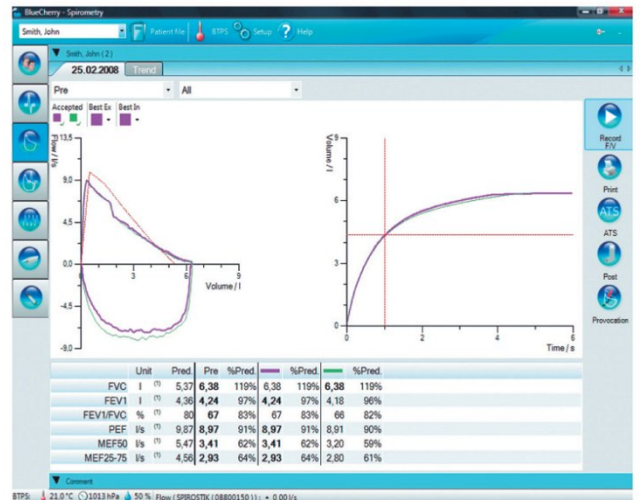 BlueCherry - Spirometry
Smith, John Patient file BTPS Setup Help
Smith, John ( 2 )
25.02.2008 Trend
Pre All
Accepted Best Ex Best In
Flow / l/s
13,5
9,0
4,5
0,0
-4,5
-9,0
3 6 9
Volume / l
Volume / l
9
6
3
0
0 2 4 6
Time / s
Record F/V
Print
ATS
ATS
Post
Provocation
Unit Pred. Pre %Pred. %Pred. %Pred.
FVC l (1) 5,37 6,38 119% 6,38 119% 6,38 119%
FEV1 l (1) 4,36 4,24 97% 4,24 97% 4,18 96%
FEV1/FVC % (1) 80 67 83% 67 83% 66 82%
PEF l/s (1) 9,87 8,97 91% 8,97 91% 8,91 90%
MEF50 l/s (1) 5,47 3,41 62% 3,41 62% 3,20 59%
MEF25-75 l/s (1) 4,56 2,93 64% 2,93 64% 2,80 61%
Comment
BTPS: 21.0 °C 1013 hPa 50 % Flow ( SPIROSTIK ( 08800150 ) ) : 0.00 l/s